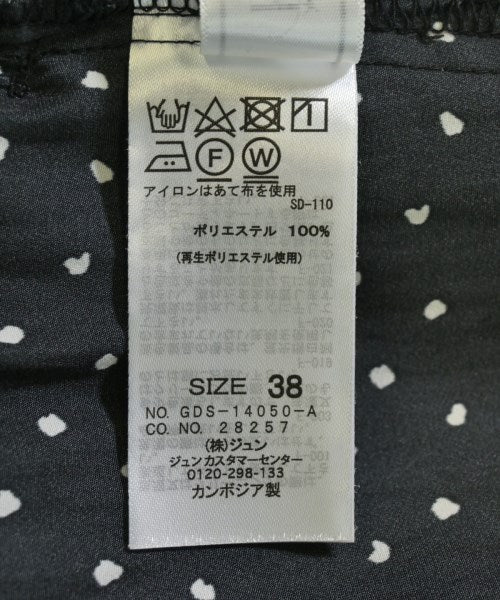 F W
アイロンはあて布を使用
SD-110
ポリエステル 100%
(再生ポリエステル使用)
SIZE 38
NO. GDS-14050-A
CO. NO. 28257
(株)ジュン
ジュンカスタマーセンター
0120-298-133
カンボジア製